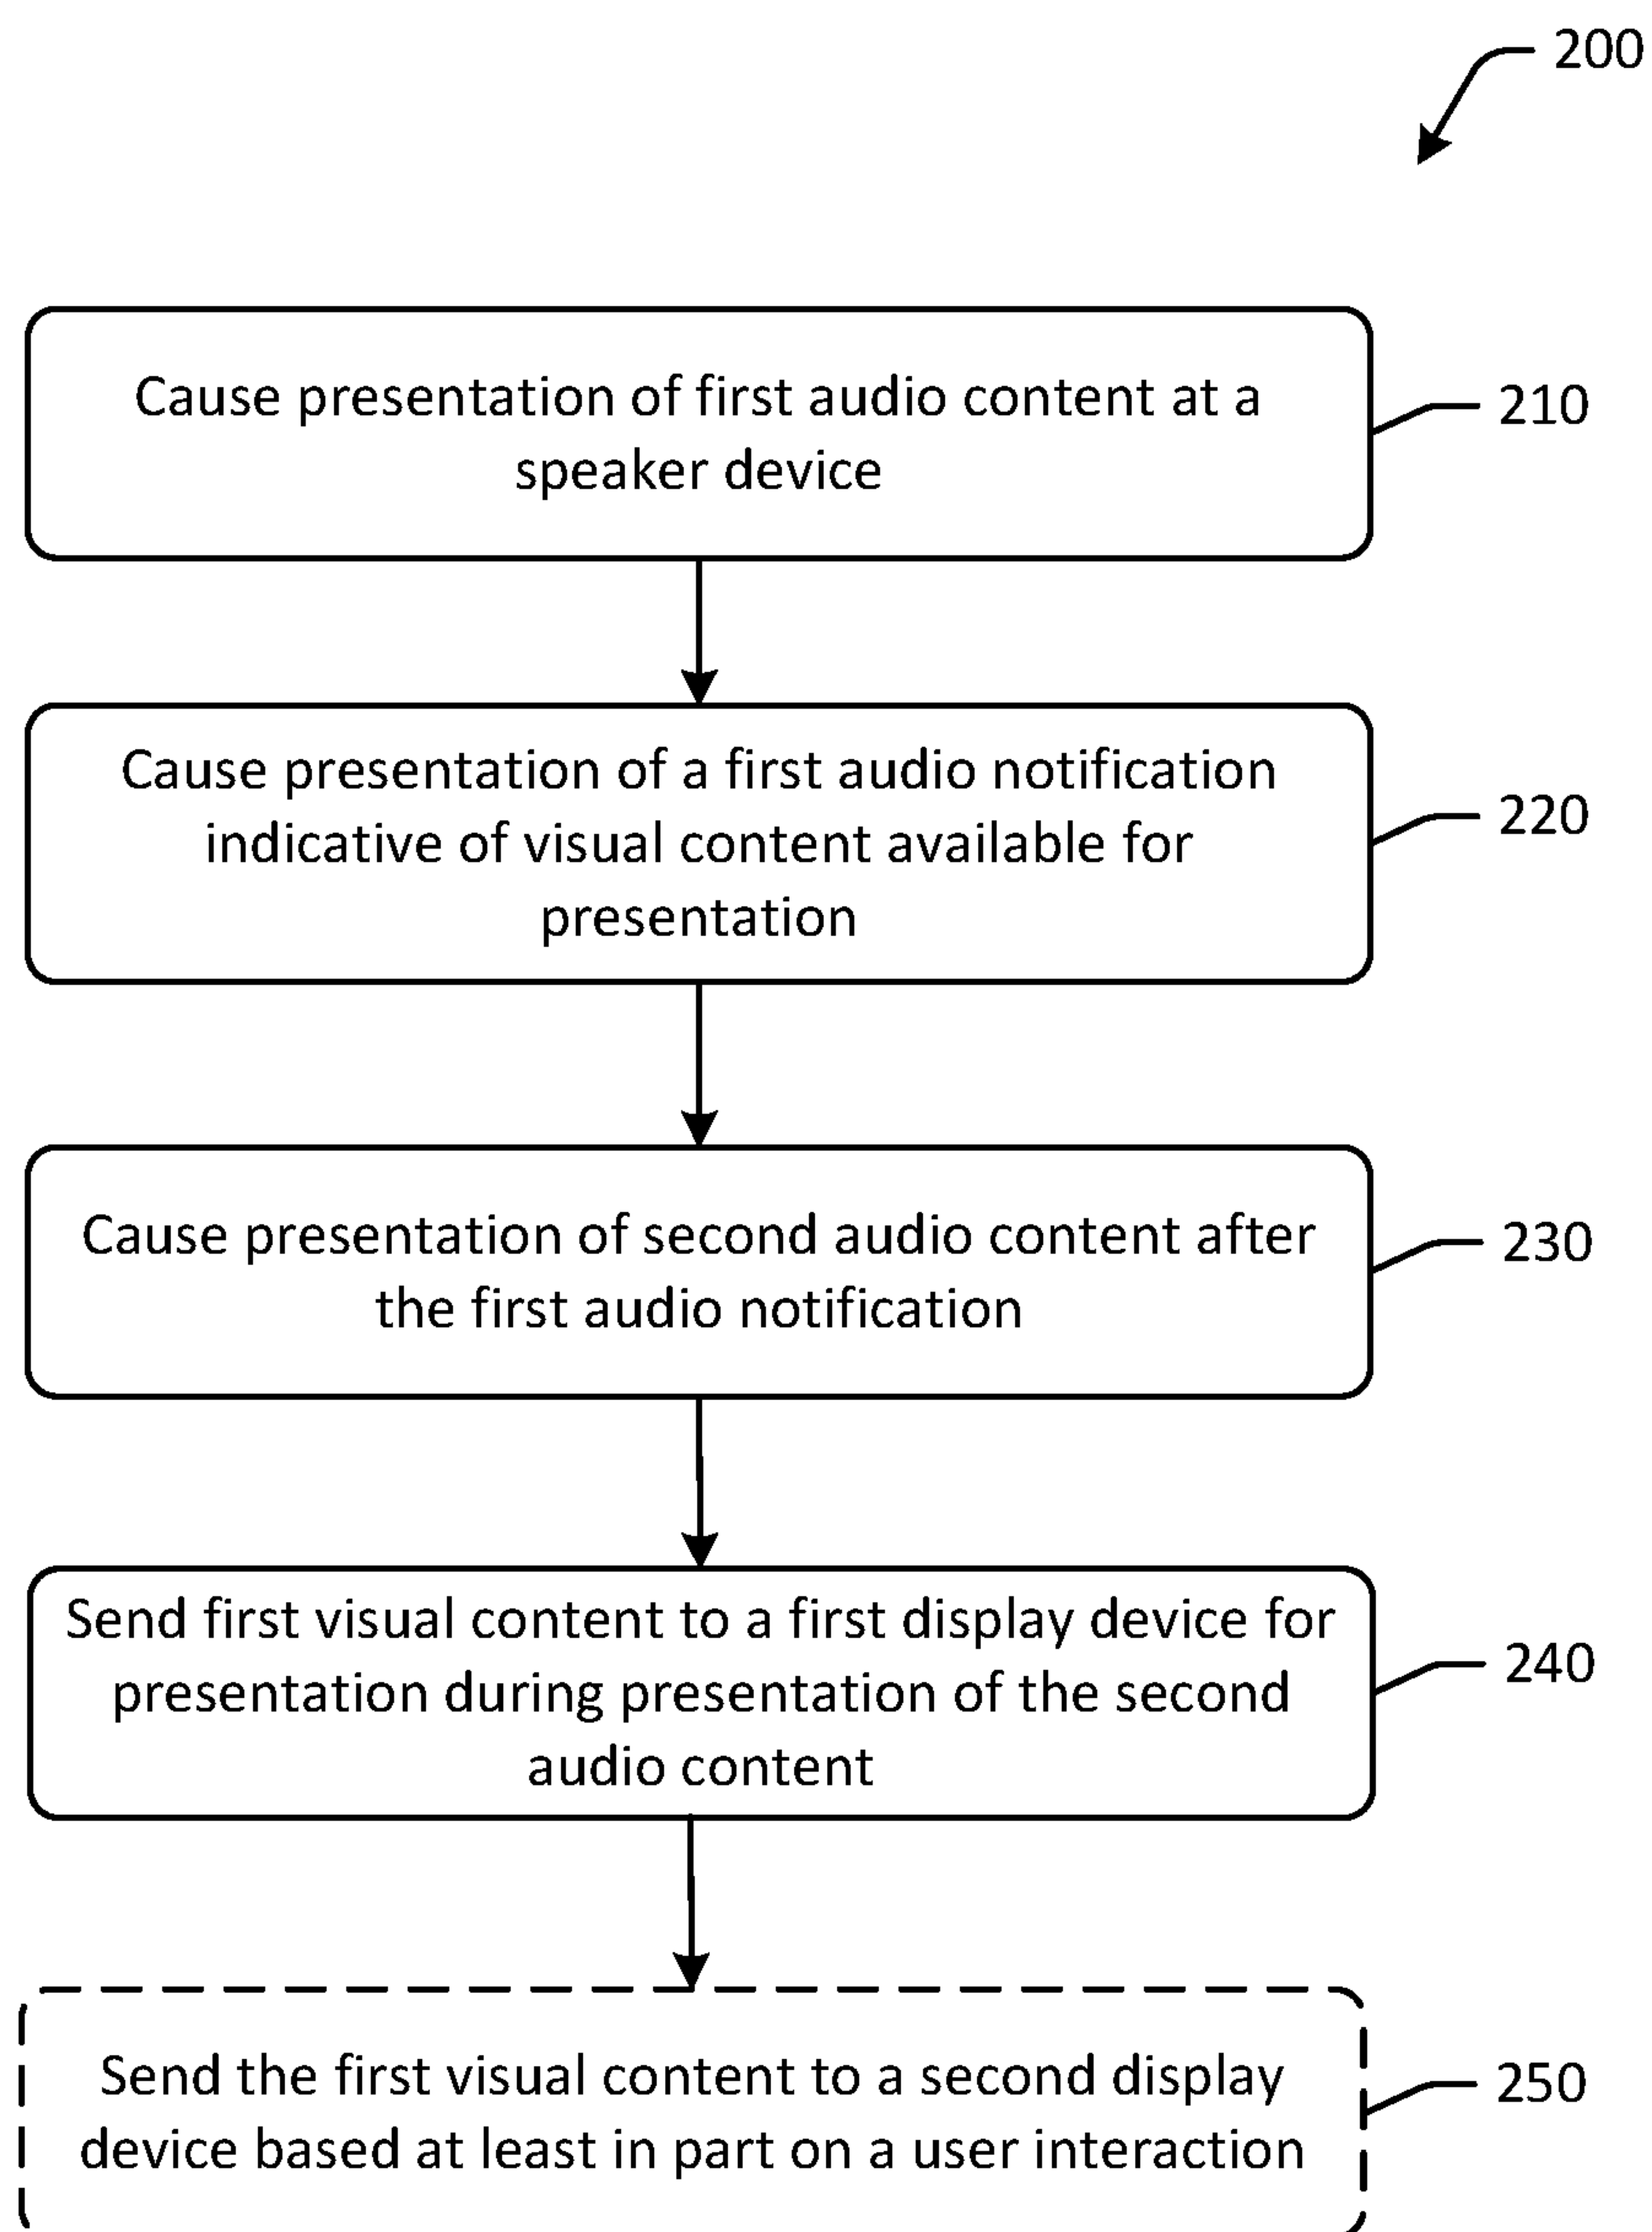 200
Cause presentation of first audio content at a
speaker device
210
Cause presentation of a first audio notification
indicative of visual content available for
presentation
220
Cause presentation of second audio content after
the first audio notification
230
Send first visual content to a first display device for
presentation during presentation of the second
audio content
240
Send the first visual content to a second display
device based at least in part on a user interaction
250